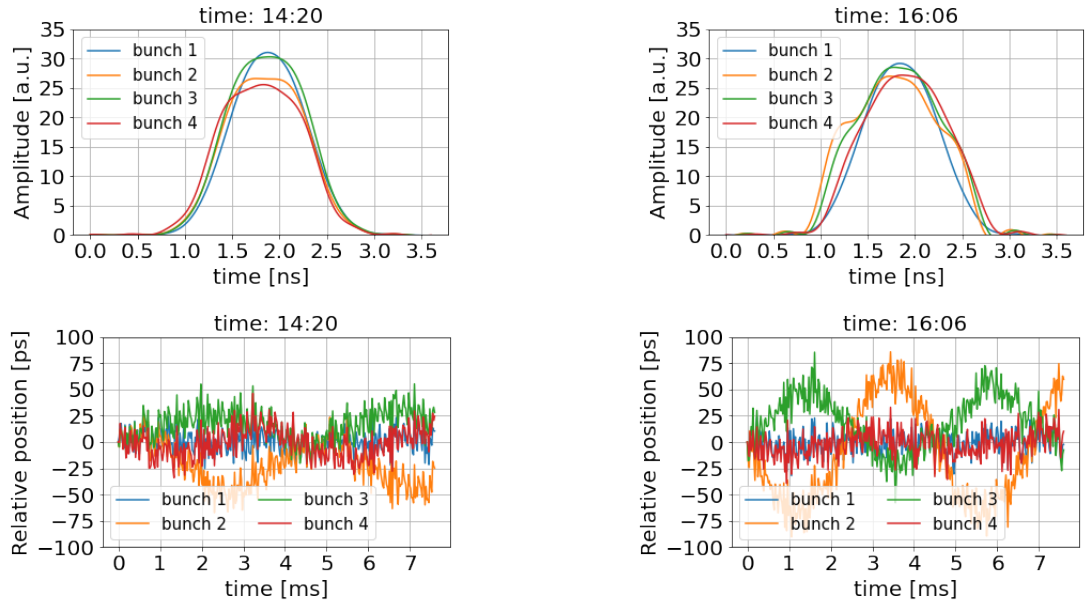 time: 14:20
Amplitude [a.u.]
35
30
25
20
15
10
5
0
bunch 1
bunch 2
bunch 3
bunch 4
0.0 0.5 1.0 1.5 2.0 2.5 3.0 3.5
time [ns]
time: 16:06
Amplitude [a.u.]
35
30
25
20
15
10
5
0
bunch 1
bunch 2
bunch 3
bunch 4
0.0 0.5 1.0 1.5 2.0 2.5 3.0 3.5
time [ns]
time: 14:20
Relative position [ps]
100
75
50
25
0
−25
−50
−75
−100
bunch 1 bunch 3
bunch 2 bunch 4
0 1 2 3 4 5 6 7
time [ms]
time: 16:06
Relative position [ps]
100
75
50
25
0
−25
−50
−75
−100
bunch 1 bunch 3
bunch 2 bunch 4
0 1 2 3 4 5 6 7
time [ms]